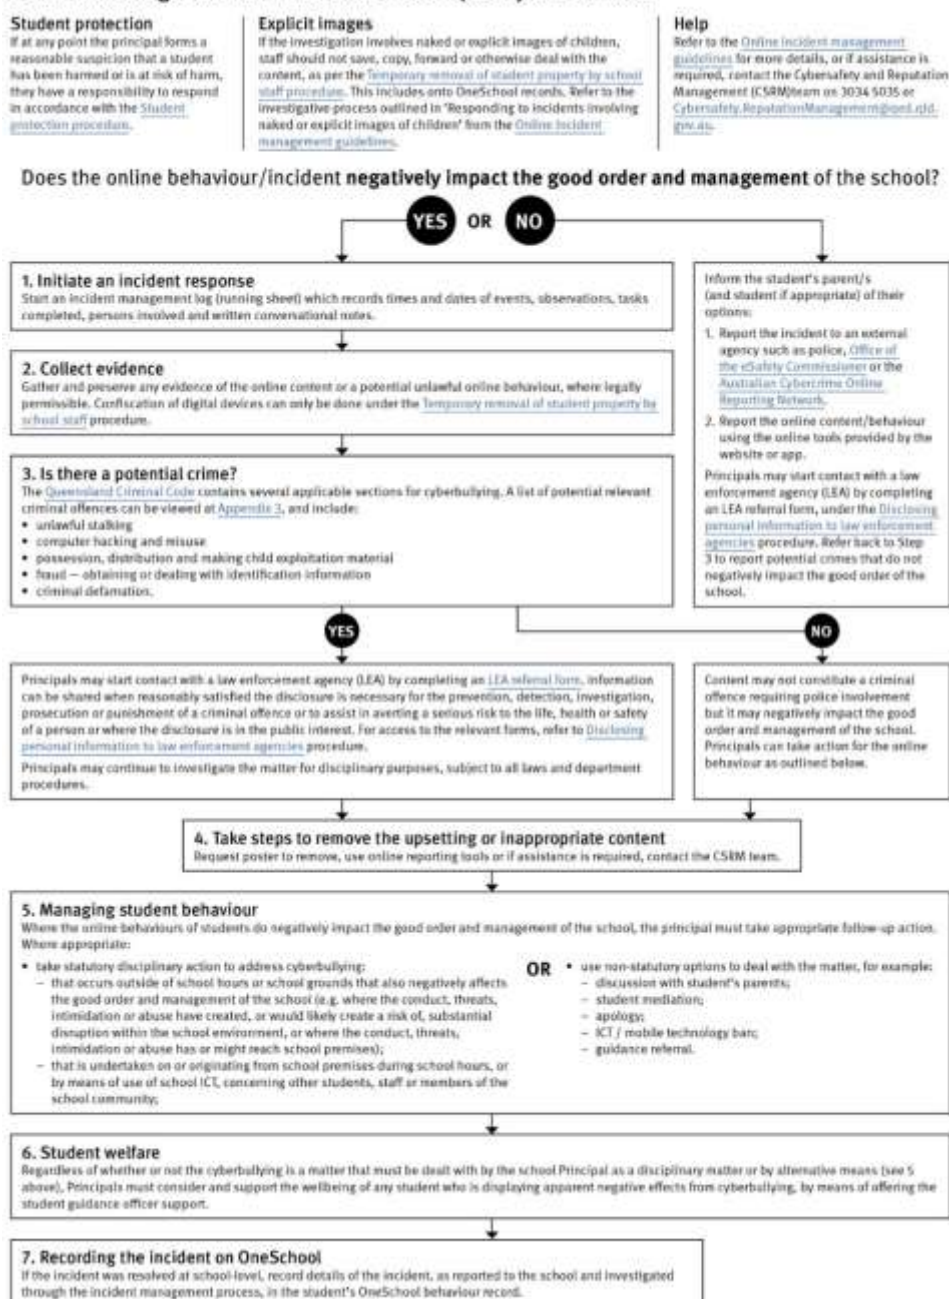 Student protection
If at any point the principal forms a
reasonable suspicion that a student
has been harmed or is at risk of harm,
they have a responsibility to respond
in accordance with the Student
protection procedure.
Explicit images
If the investigation involves naked or explicit images of children,
staff should not save, copy, forward or otherwise deal with the
content, as per the Temporary removal of student property by school
staff procedure. This includes onto OneSchool records. Refer to the
investigative process outlined in 'Responding to incidents involving
naked or explicit images of children' from the Online Incident
management guidelines.
Help
Refer to the Online incident management
guidelines for more details, or if assistance is
required, contact the Cybersafety and Reputation
Management (CSRM)team on 3034 5035 or
Cybersafety.ReputationManagement@qed.qld.
gov.au.
Does the online behaviour/incident negatively impact the good order and management of the school?
YES OR NO
1. Initiate an incident response
Start an incident management log (running sheet) which records times and dates of events, observations, tasks
completed, persons involved and written conversational notes.
2. Collect evidence
Gather and preserve any evidence of the online content or a potential unlawful online behaviour, where legally
permissible. Confiscation of digital devices can only be done under the Temporary removal of student property by
school staff procedure.
3. Is there a potential crime?
The Queensland Criminal Code contains several applicable sections for cyberbullying. A list of potential relevant
criminal offences can be viewed at Appendix 3, and include:
• unlawful stalking
• computer hacking and misuse
• possession, distribution and making child exploitation material
• fraud – obtaining or dealing with identification information
• criminal defamation.
Inform the student's parent/s
(and student if appropriate) of their
options:
1. Report the incident to an external
agency such as police, Office of
the eSafety Commissioner or the
Australian Cybercrime Online
Reporting Network.
2. Report the online content/behaviour
using the online tools provided by the
website or app.
Principals may start contact with a law
enforcement agency (LEA) by completing
an LEA referral form, under the Disclosing
personal information to law enforcement
agencies procedure. Refer back to Step
3 to report potential crimes that do not
negatively impact the good order of the
school.
YES
NO
Principals may start contact with a law enforcement agency (LEA) by completing an LEA referral form. Information
can be shared when reasonably satisfied the disclosure is necessary for the prevention, detection, investigation,
prosecution or punishment of a criminal offence or to assist in averting a serious risk to the life, health or safety
of a person or where the disclosure is in the public interest. For access to the relevant forms, refer to Disclosing
personal information to law enforcement agencies procedure.
Principals may continue to investigate the matter for disciplinary purposes, subject to all laws and department
procedures.
Content may not constitute a criminal
offence requiring police involvement
but it may negatively impact the good
order and management of the school.
Principals can take action for the online
behaviour as outlined below.
4. Take steps to remove the upsetting or inappropriate content
Request poster to remove, use online reporting tools or if assistance is required, contact the CSRM team.
5. Managing student behaviour
Where the online behaviours of students do negatively impact the good order and management of the school, the principal must take appropriate follow-up action.
Where appropriate:
• take statutory disciplinary action to address cyberbullying:
– that occurs outside of school hours or school grounds that also negatively affects
the good order and management of the school (e.g. where the conduct, threats,
intimidation or abuse have created, or would likely create a risk of, substantial
disruption within the school environment, or where the conduct, threats,
intimidation or abuse has or might reach school premises);
– that is undertaken on or originating from school premises during school hours, or
by means of use of school ICT, concerning other students, staff or members of the
school community;
OR
• use non-statutory options to deal with the matter, for example:
– discussion with student's parents;
– student mediation;
– apology;
– ICT / mobile technology ban;
– guidance referral.
6. Student welfare
Regardless of whether or not the cyberbullying is a matter that must be dealt with by the school Principal as a disciplinary matter or by alternative means (see 5
above), Principals must consider and support the wellbeing of any student who is displaying apparent negative effects from cyberbullying, by means of offering the
student guidance officer support.
7. Recording the incident on OneSchool
If the incident was resolved at school-level, record details of the incident, as reported to the school and investigated
through the incident management process, in the student's OneSchool behaviour record.